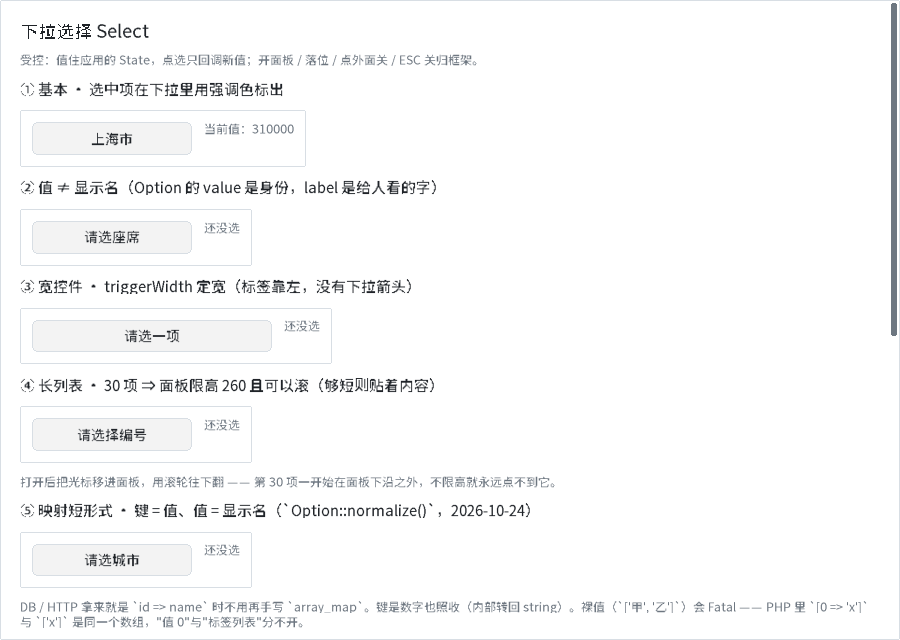 下拉选择 Select
受控：值住应用的 State，点选只回调新值；开面板 / 落位 / 点外面关 / ESC 关归框架。
① 基本 · 选中项在下拉里用强调色标出
上海市
当前值：310000
② 值 ≠ 显示名（Option 的 value 是身份，label 是给人看的字）
请选座席
还没选
③ 宽控件 · triggerWidth 定宽（标签靠左，没有下拉箭头）
请选一项
还没选
④ 长列表 · 30 项 ⇒ 面板限高 260 且可以滚（够短则贴着内容）
请选择编号
还没选
打开后把光标移进面板，用滚轮往下翻 —— 第 30 项一开始在面板下沿之外，不限高就永远点不到它。
⑤ 映射短形式 · 键 = 值、值 = 显示名（`Option::normalize()`，2026-10-24）
请选城市
还没选
DB / HTTP 拿来就是 `id => name` 时不用再手写 `array_map`。键是数字也照收（内部转回 string）。裸值（`['甲', '乙']`）会 Fatal —— PHP 里 `[0 => 'x']`
与 `['x']` 是同一个数组，"值 0"与"标签列表"分不开。